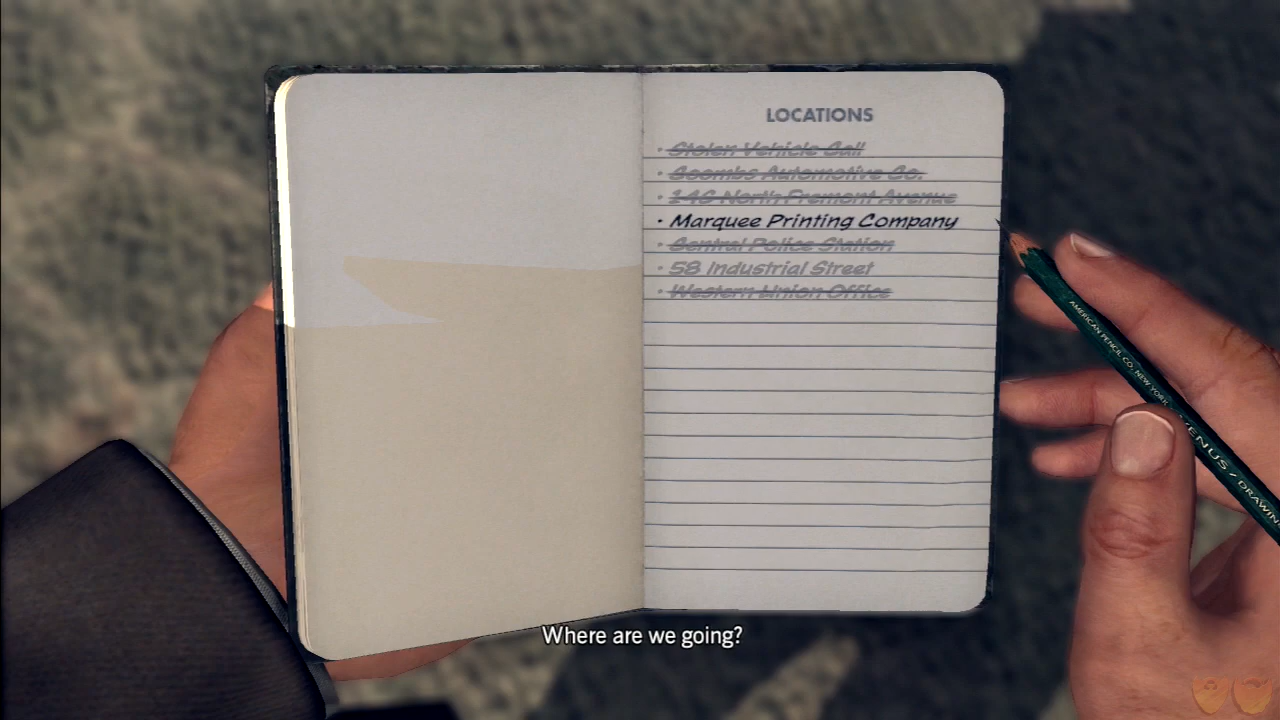 LOCATIONS
· Stolen Vehicle Call
· Coombs Automotive Co.
· 146 North Fremont Avenue
· Marquee Printing Company
· Central Police Station
· 58 Industrial Street
· Western Union Office
AMERICAN PENCIL CO. NEW YORK
VENUS / DRAWIN
Where are we going?